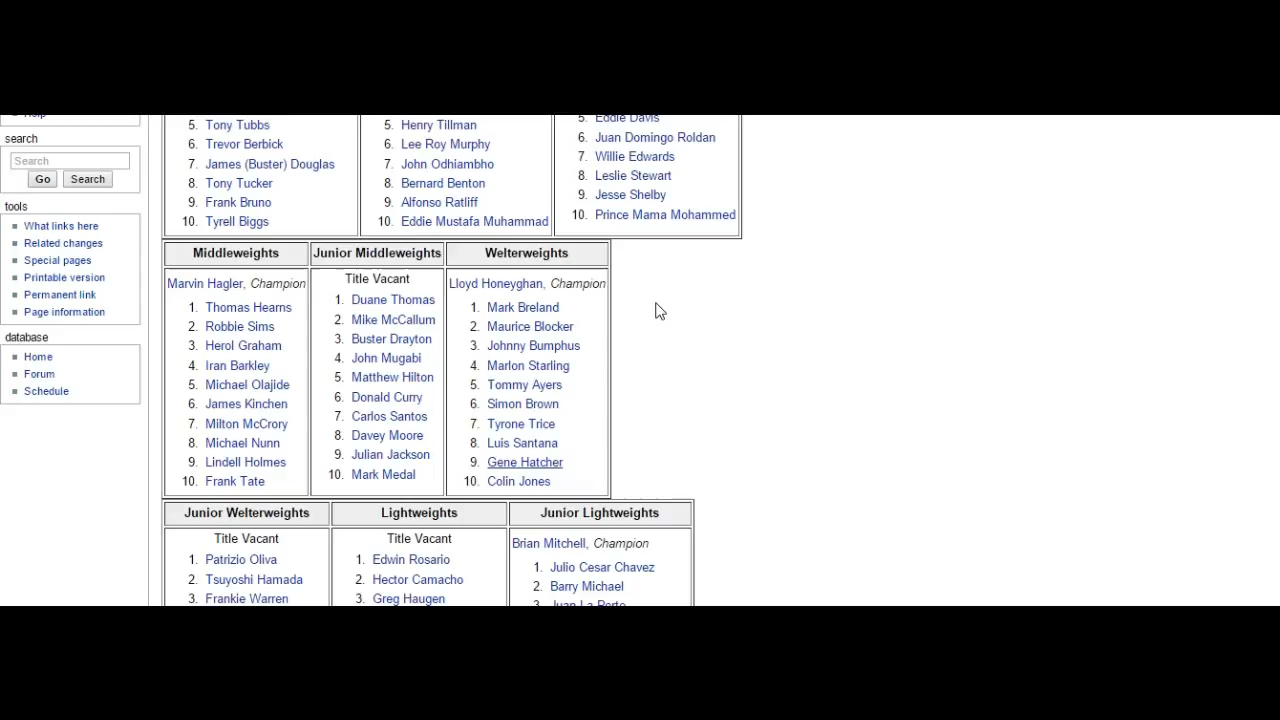 Help
search
Search
Go Search
tools
What links here
Related changes
Special pages
Printable version
Permanent link
Page information
database
Home
Forum
Schedule
5. Tony Tubbs
6. Trevor Berbick
7. James (Buster) Douglas
8. Tony Tucker
9. Frank Bruno
10. Tyrell Biggs
5. Henry Tillman
6. Lee Roy Murphy
7. John Odhiambho
8. Bernard Benton
9. Alfonso Ratliff
10. Eddie Mustafa Muhammad
5. Eddie Davis
6. Juan Domingo Roldan
7. Willie Edwards
8. Leslie Stewart
9. Jesse Shelby
10. Prince Mama Mohammed
Middleweights
Marvin Hagler, Champion
1. Thomas Hearns
2. Robbie Sims
3. Herol Graham
4. Iran Barkley
5. Michael Olajide
6. James Kinchen
7. Milton McCrory
8. Michael Nunn
9. Lindell Holmes
10. Frank Tate
Junior Middleweights
Title Vacant
1. Duane Thomas
2. Mike McCallum
3. Buster Drayton
4. John Mugabi
5. Matthew Hilton
6. Donald Curry
7. Carlos Santos
8. Davey Moore
9. Julian Jackson
10. Mark Medal
Welterweights
Lloyd Honeyghan, Champion
1. Mark Breland
2. Maurice Blocker
3. Johnny Bumphus
4. Marlon Starling
5. Tommy Ayers
6. Simon Brown
7. Tyrone Trice
8. Luis Santana
9. Gene Hatcher
10. Colin Jones
Junior Welterweights
Title Vacant
1. Patrizio Oliva
2. Tsuyoshi Hamada
3. Frankie Warren
Lightweights
Title Vacant
1. Edwin Rosario
2. Hector Camacho
3. Greg Haugen
Junior Lightweights
Brian Mitchell, Champion
1. Julio Cesar Chavez
2. Barry Michael
3. Juan La Porte